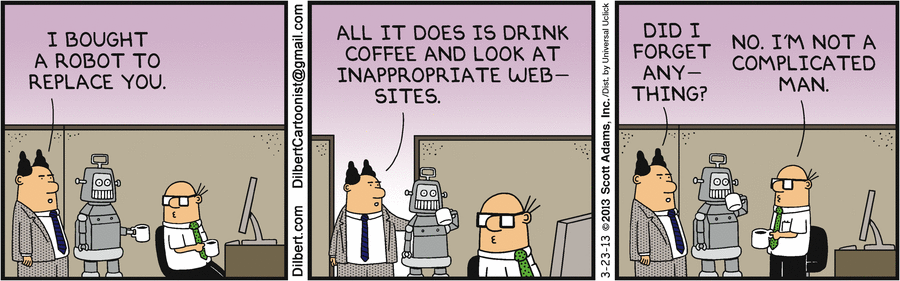 I BOUGHT
A ROBOT TO
REPLACE YOU.
Dilbert.com DilbertCartoonist@gmail.com
ALL IT DOES IS DRINK
COFFEE AND LOOK AT
INAPPROPRIATE WEB—
SITES.
3-23-13 © 2013 Scott Adams, Inc. /Dist. by Universal Uclick
DID I
FORGET
ANY—
THING?
NO. I'M NOT A
COMPLICATED
MAN.